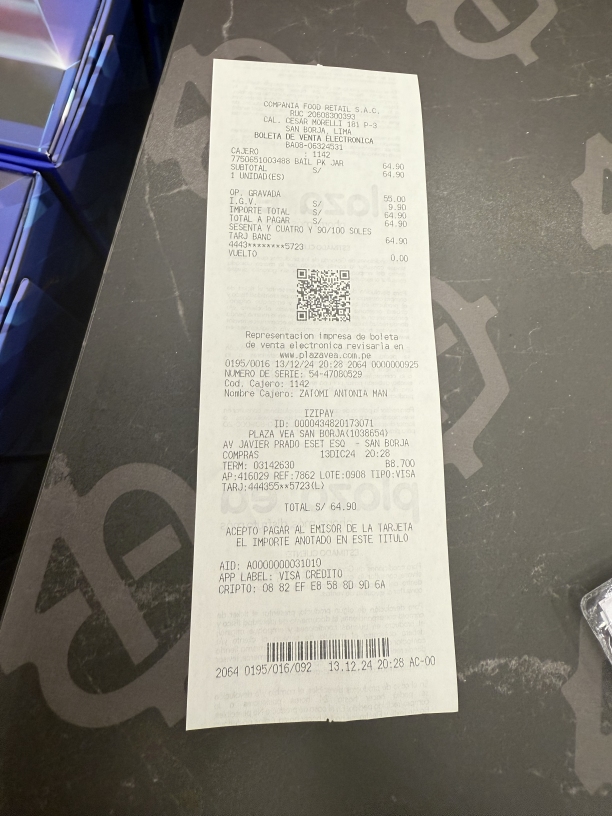 COMPANIA FOOD RETAIL S.A.C.
RUC 20608300393
CAL. CESAR MORELLI 181 P-3
SAN BORJA, LIMA
BOLETA DE VENTA ELECTRONICA
BA08-06324531
CAJERO : 1142
7750651003488 BAIL PK JAR 64.90
SUBTOTAL S/ 64.90
1 UNIDAD(ES)
OP. GRAVADA 55.00
I.G.V. S/ 9.90
IMPORTE TOTAL S/ 64.90
TOTAL A PAGAR S/ 64.90
SESENTA Y CUATRO Y 90/100 SOLES
TARJ BANC 64.90
4443********5723
VUELTO 0.00
Representacion impresa de boleta
de venta electronica revisarla en
www.plazavea.com.pe
0195/0016 13/12/24 20:28 2064 0000000925
NUMERO DE SERIE: 54-47080529
Cod. Cajero: 1142
Nombre Cajero: ZATOMI ANTONIA MAN
IZIPAY
ID: 0000434820173071
PLAZA VEA SAN BORJA(1038654)
AV JAVIER PRADO ESET ESQ - SAN BORJA
COMPRAS 13DIC24 20:28
TERM: 03142630 B8.700
AP:416029 REF:7862 LOTE:0908 TIPO:VISA
TARJ:444355**5723(L)
TOTAL S/ 64.90
ACEPTO PAGAR AL EMISOR DE LA TARJETA
EL IMPORTE ANOTADO EN ESTE TITULO
AID: A0000000031010
APP LABEL: VISA CREDITO
CRIPTO: 08 82 EF EB 58 8D 9D 6A
2064 0195/016/092 13.12.24 20:28 AC-00